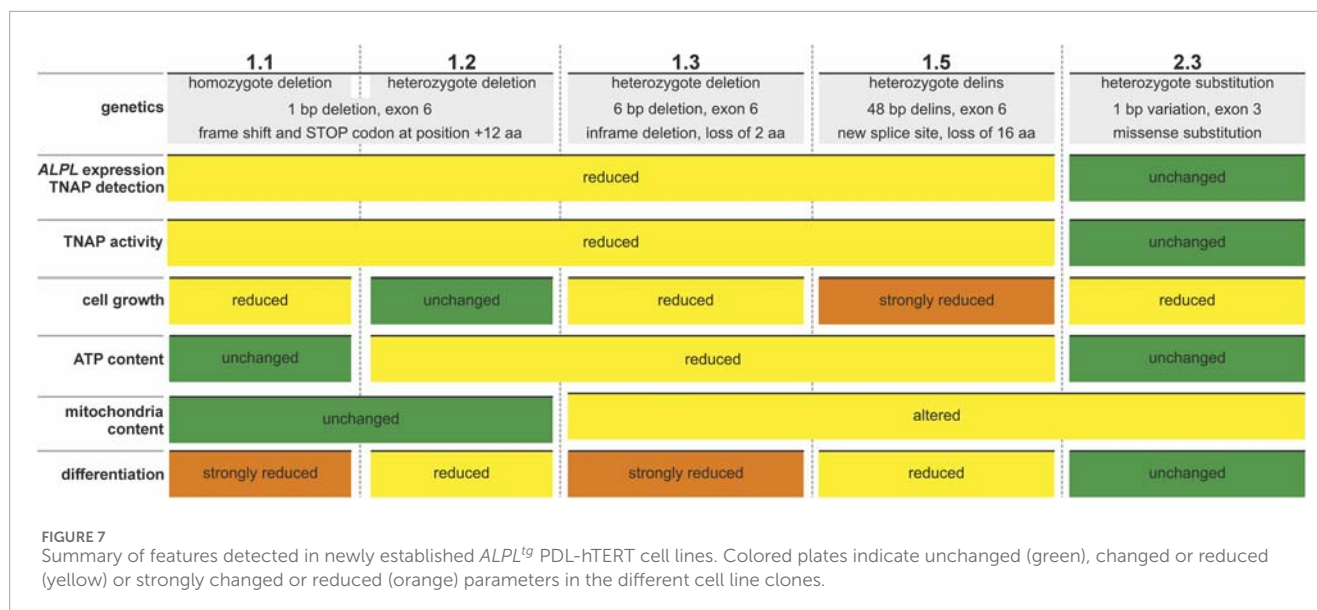 1.1 1.2 1.3 1.5 2.3
homozygote deletion heterozygote deletion heterozygote deletion heterozygote delins heterozygote substitution
genetics 1 bp deletion, exon 6 6 bp deletion, exon 6 48 bp delins, exon 6 1 bp variation, exon 3
frame shift and STOP codon at position +12 aa inframe deletion, loss of 2 aa new splice site, loss of 16 aa missense substitution
ALPL expression
TNAP detection reduced unchanged
TNAP activity reduced unchanged
cell growth reduced unchanged reduced strongly reduced reduced
ATP content unchanged reduced unchanged
mitochondria
content unchanged altered
differentiation strongly reduced reduced strongly reduced reduced unchanged
FIGURE 7
Summary of features detected in newly established ALPLtg PDL-hTERT cell lines. Colored plates indicate unchanged (green), changed or reduced
(yellow) or strongly changed or reduced (orange) parameters in the different cell line clones.